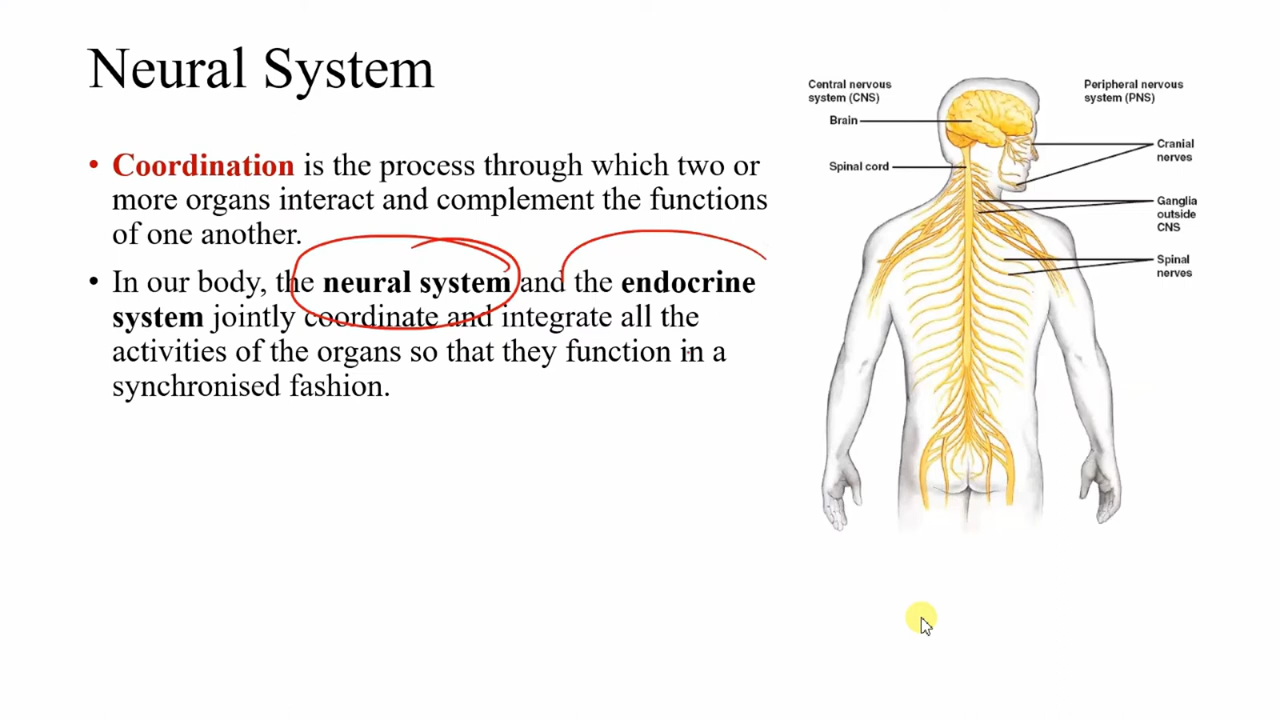 Neural System
• Coordination is the process through which two or
more organs interact and complement the functions
of one another.
• In our body, the neural system and the endocrine
system jointly coordinate and integrate all the
activities of the organs so that they function in a
synchronised fashion.
Central nervous
system (CNS)
Brain
Spinal cord
Peripheral nervous
system (PNS)
Cranial
nerves
Ganglia
outside
CNS
Spinal
nerves